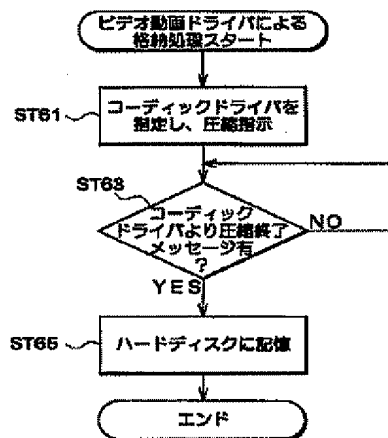 ビデオ動画ドライバによる
格納処理スタート
ST61
コーディックドライバを
指定し、圧縮指示
ST63
コーディック
ドライバより圧縮終了
メッセージ有
?
NO
YES
ST65
ハードディスクに記憶
エンド